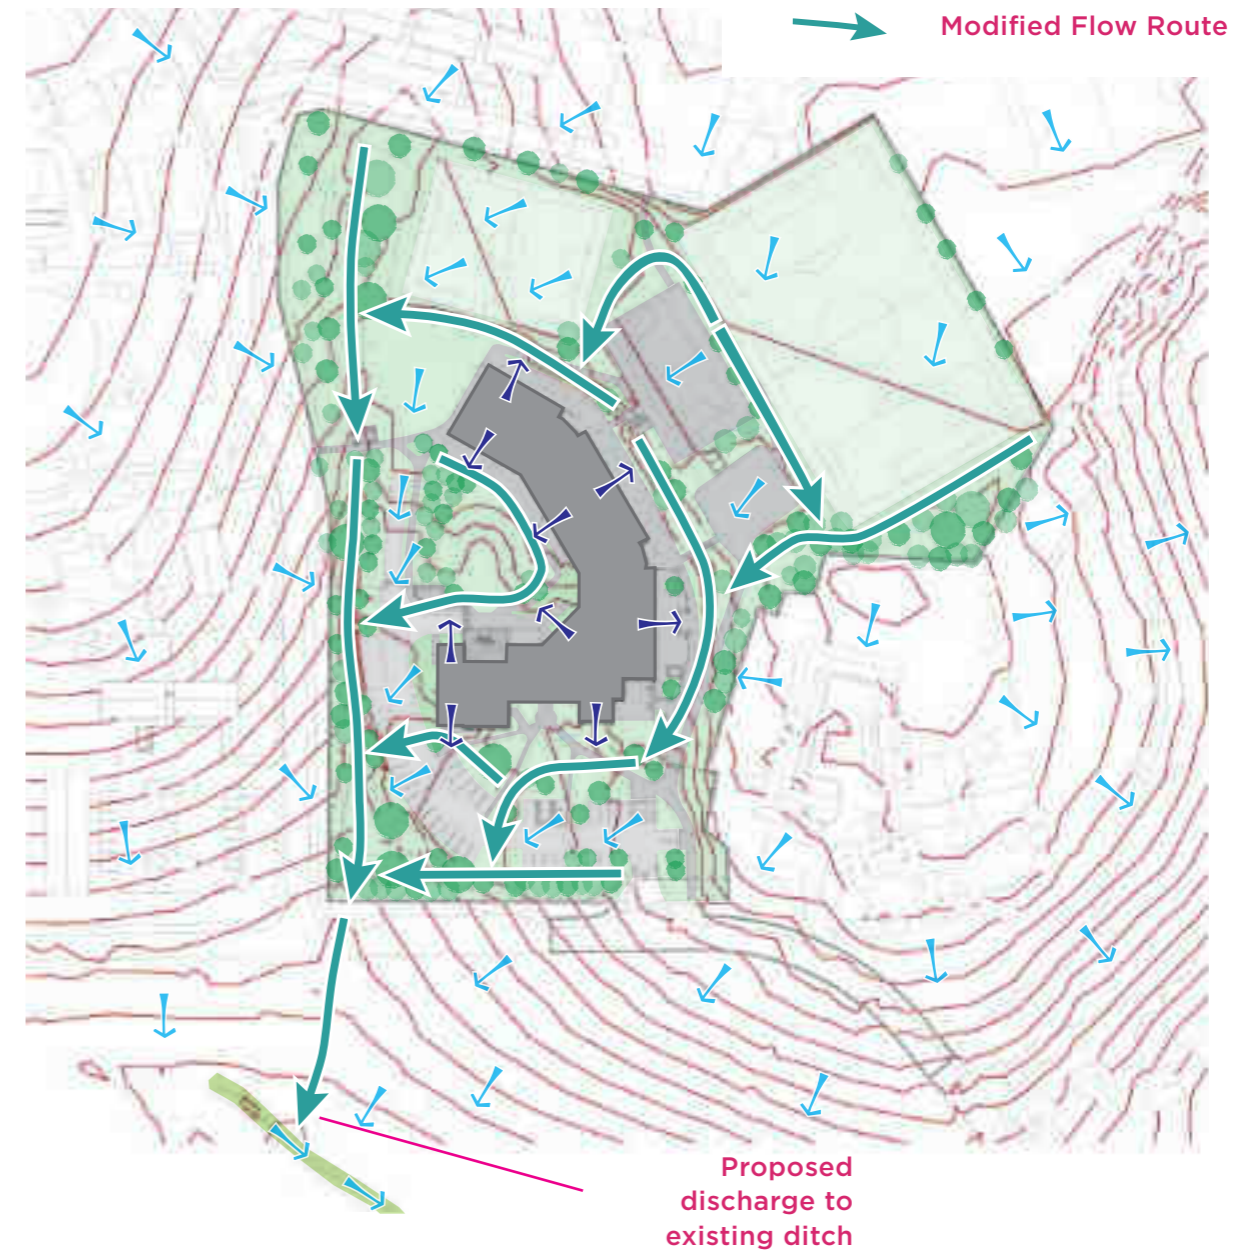 Modified Flow Route
Proposed
discharge to
existing ditch